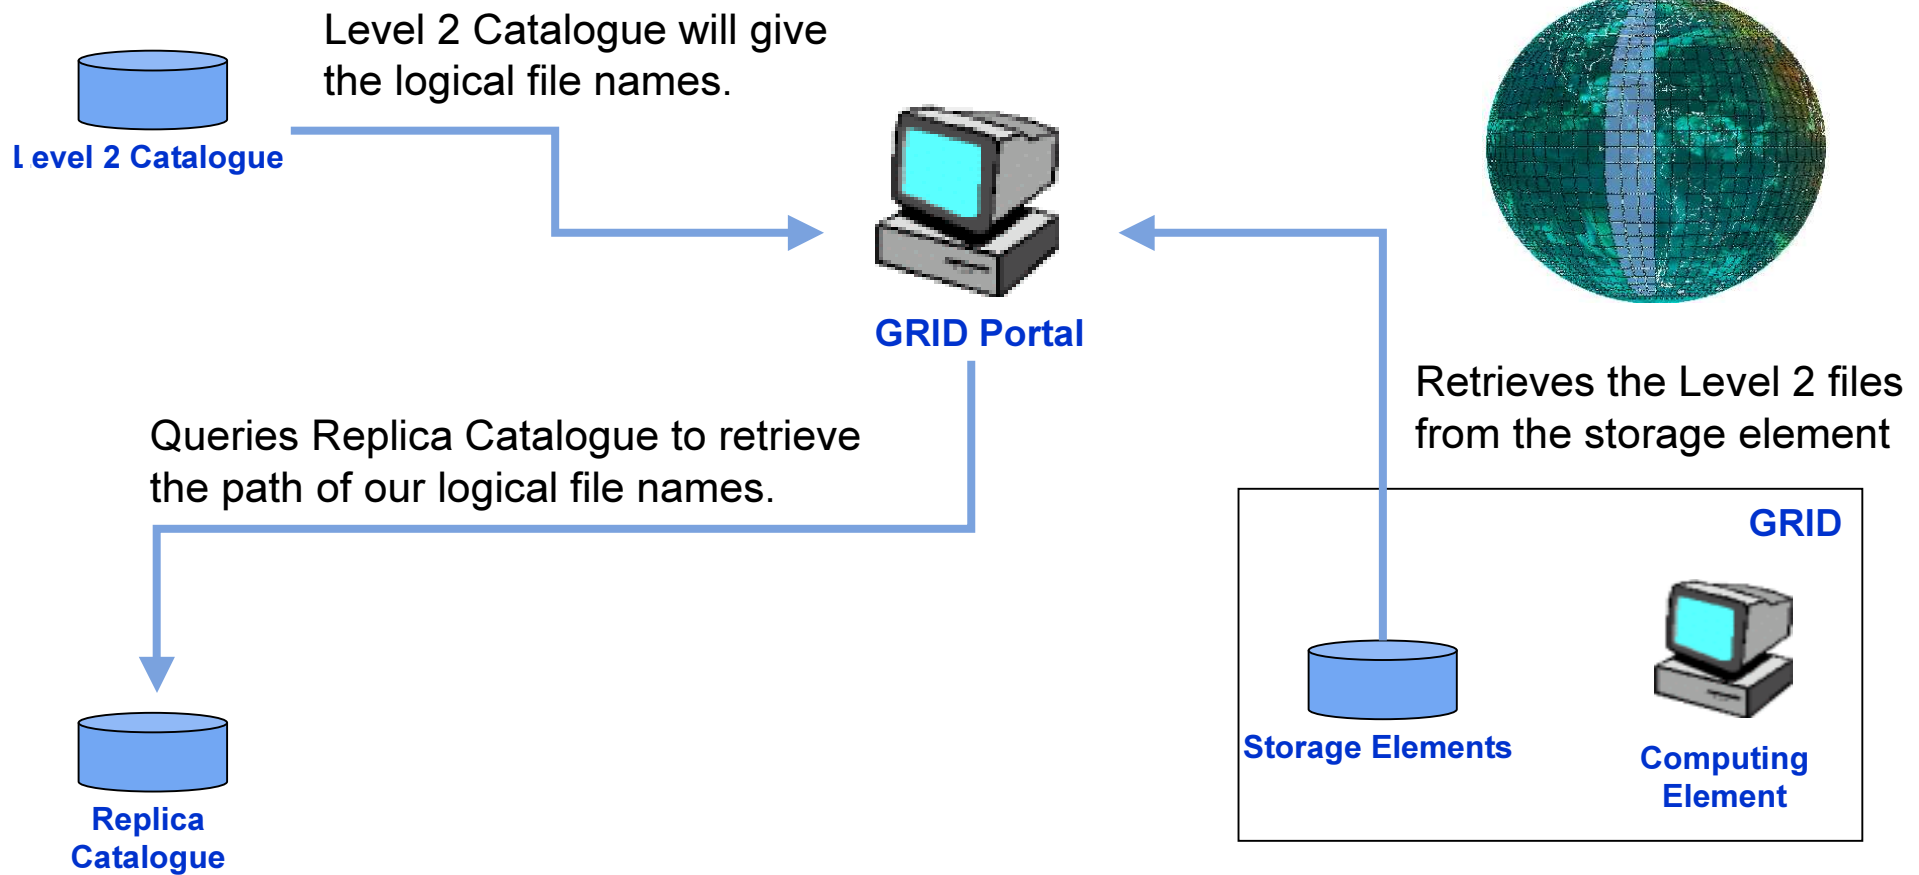 Level 2 Catalogue will give
the logical file names.
Level 2 Catalogue
GRID Portal
Retrieves the Level 2 files
from the storage element
Queries Replica Catalogue to retrieve
the path of our logical file names.
GRID
Storage Elements
Computing
Element
Replica
Catalogue